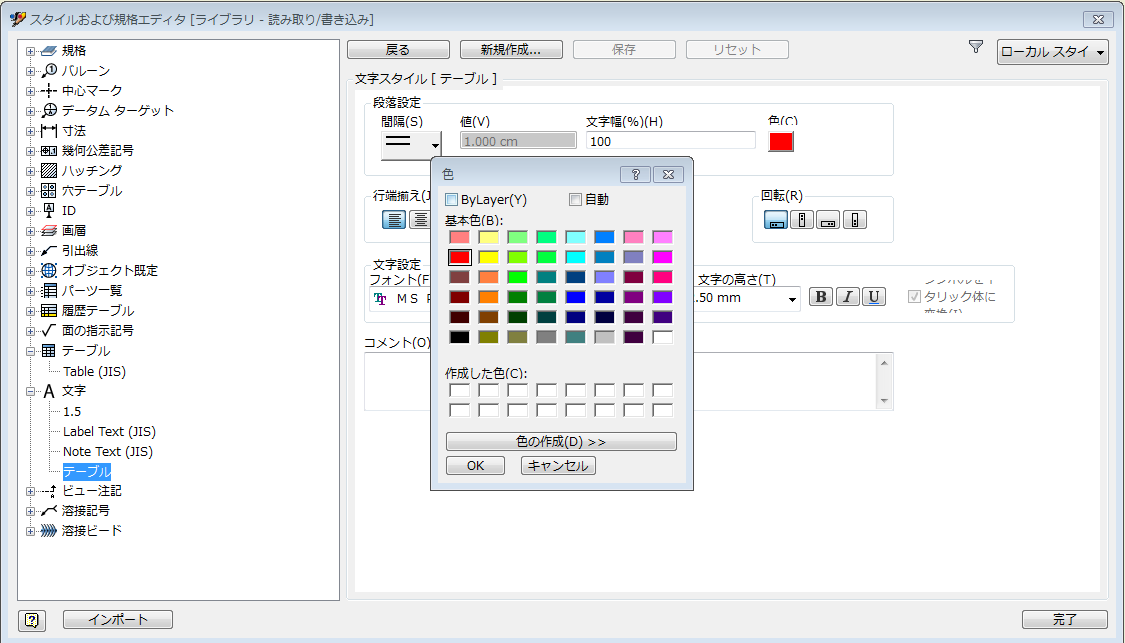 スタイルおよび規格エディタ [ライブラリ - 読み取り/書き込み]
戻る 新規作成... 保存 リセット ローカル スタイ
規格
バルーン
中心マーク
データム ターゲット
寸法
幾何公差記号
ハッチング
穴テーブル
ID
画層
引出線
オブジェクト既定
パーツ一覧
履歴テーブル
面の指示記号
テーブル
Table (JIS)
文字
1.5
Label Text (JIS)
Note Text (JIS)
テーブル
ビュー注記
溶接記号
溶接ビード
文字スタイル [ テーブル ]
段落設定
間隔(S) 値(V) 文字幅(%)(H) 色(C)
1.000 cm 100
行端揃え(J
回転(R)
文字設定
フォント(F 文字の高さ(T)
M S .50 mm B I U
タリック体に
コメント(O)
色
ByLayer(Y) 自動
基本色(B):
作成した色(C):
色の作成(D) >>
OK キャンセル
インポート 完了